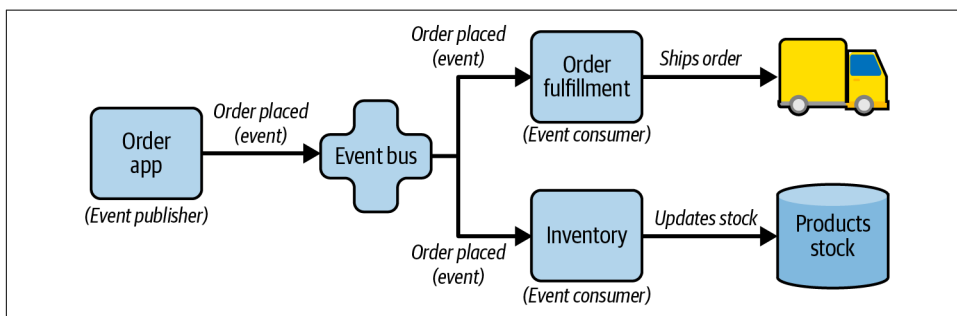 Order
app
(Event publisher)
Order placed
(event)
Event bus
Order placed
(event)
Order
fulfillment
(Event consumer)
Ships order
Order placed
(event)
Inventory
(Event consumer)
Updates stock
Products
stock